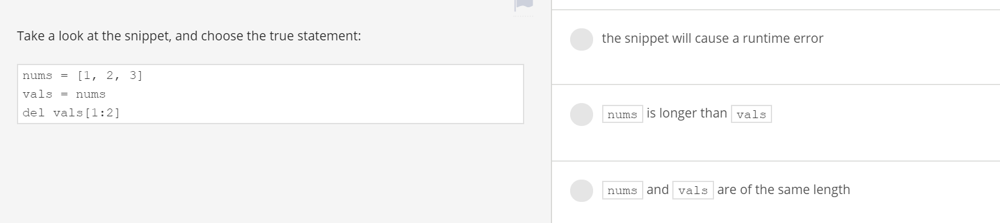 Take a look at the snippet, and choose the true statement:
nums = [1, 2, 3]
vals = nums
del vals[1:2]
the snippet will cause a runtime error
nums is longer than vals
nums and vals are of the same length